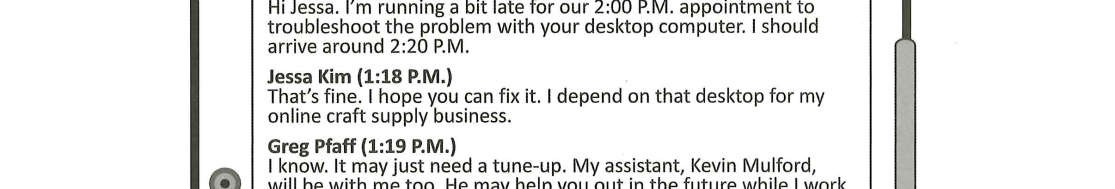 Hi Jessa. I'm running a bit late for our 2:00 P.M. appointment to
troubleshoot the problem with your desktop computer. I should
arrive around 2:20 P.M.
Jessa Kim (1:18 P.M.)
That's fine. I hope you can fix it. I depend on that desktop for my
online craft supply business.
Greg Pfaff (1:19 P.M.)
I know. It may just need a tune-up. My assistant, Kevin Mulford,
will be with me too. He may help you out in the future while I work